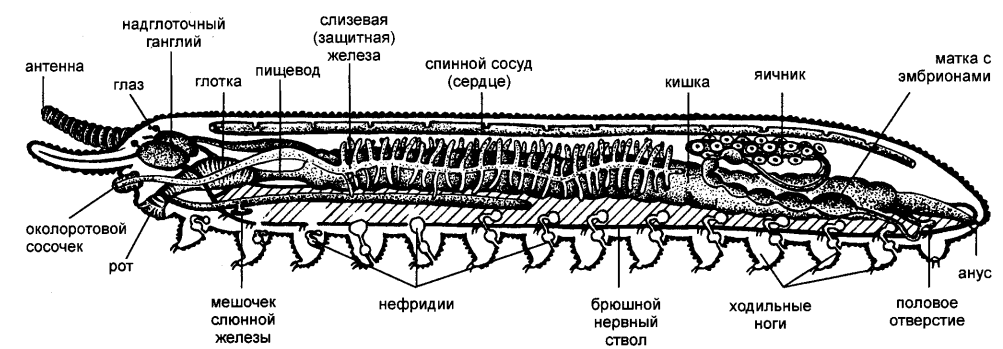 надглоточный
ганглий
слизевая
(защитная)
железа
антенна
глаз
глотка
пищевод
спинной сосуд
(сердце)
кишка
яичник
матка с
эмбрионами
околоротовой
сосочек
рот
мешочек
слюнной
железы
нефридии
брюшной
нервный
ствол
ходильные
ноги
половое
отверстие
анус